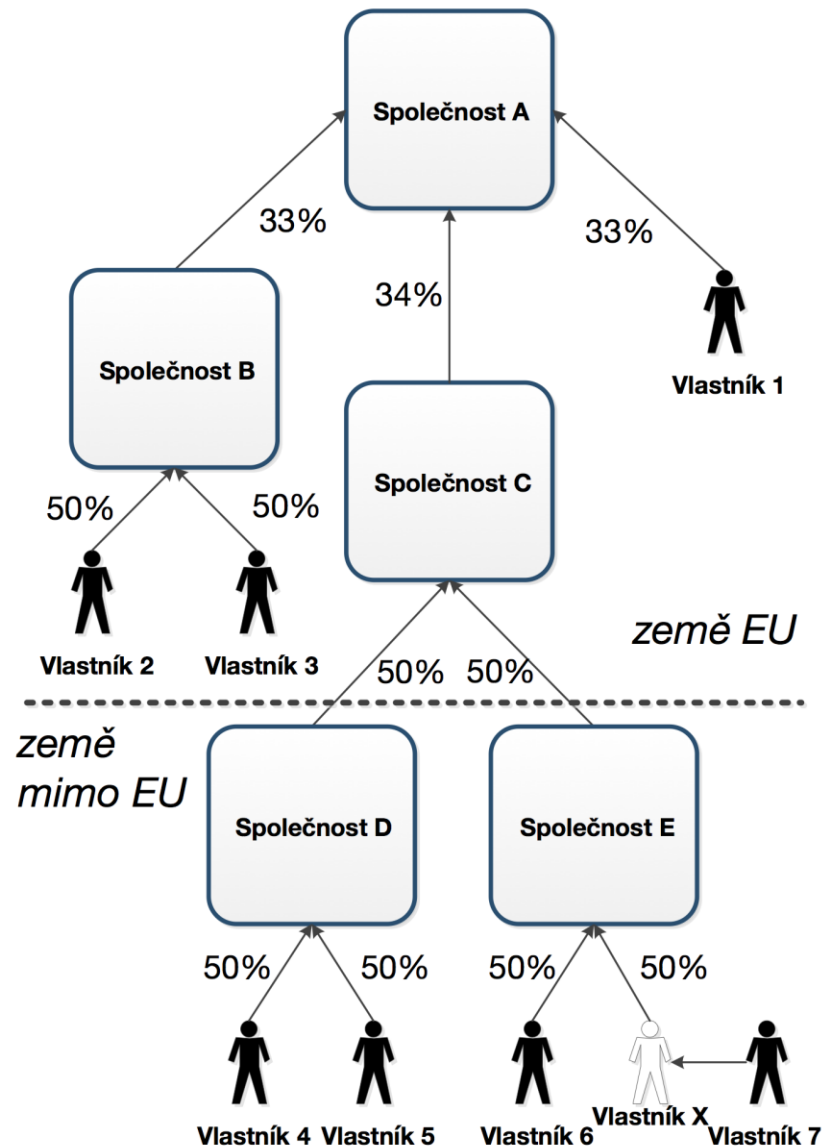 Společnost A
33%
33%
34%
Společnost B
Vlastník 1
Společnost C
50%
50%
Vlastník 2
Vlastník 3
země EU
50%
50%
země
mimo EU
Společnost D
Společnost E
50%
50%
50%
50%
Vlastník 4
Vlastník 5
Vlastník 6
Vlastník X
Vlastník 7